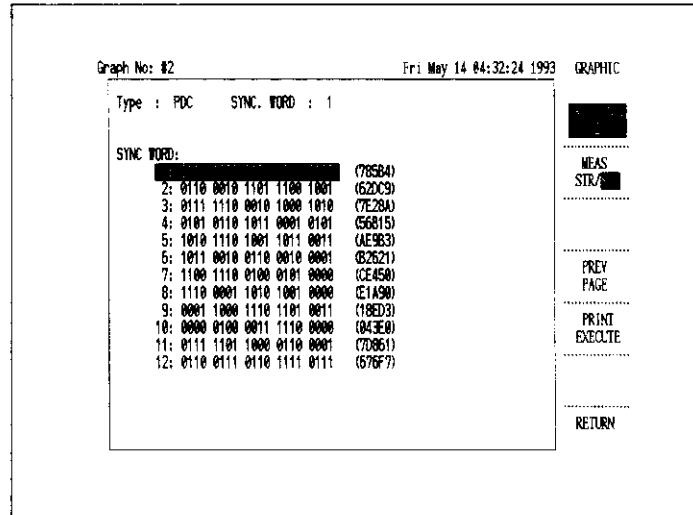 Graph No: #2
Fri May 14 04:32:24 1993
GRAPHIC
Type : PDC SYNC. WORD : 1
SYNC WORD:
(785B4)
2: 0110 0010 1101 1100 1001 (62DC9)
3: 0111 1110 0010 1000 1010 (7E28A)
4: 0101 0110 1011 0001 0101 (56815)
5: 1010 1110 1001 1011 0011 (AE9B3)
6: 1011 0010 0110 0010 0001 (B2621)
7: 1100 1110 0100 0101 0000 (CE450)
8: 1110 0001 1010 1001 0000 (E1A90)
9: 0001 1000 1110 1101 0011 (18ED3)
10: 0000 0100 0011 1110 0000 (043E0)
11: 0111 1101 1000 0110 0001 (7D861)
12: 0110 0111 0110 1111 0111 (676F7)
MEAS
STR/
PREV
PAGE
PRINT
EXECUTE
RETURN